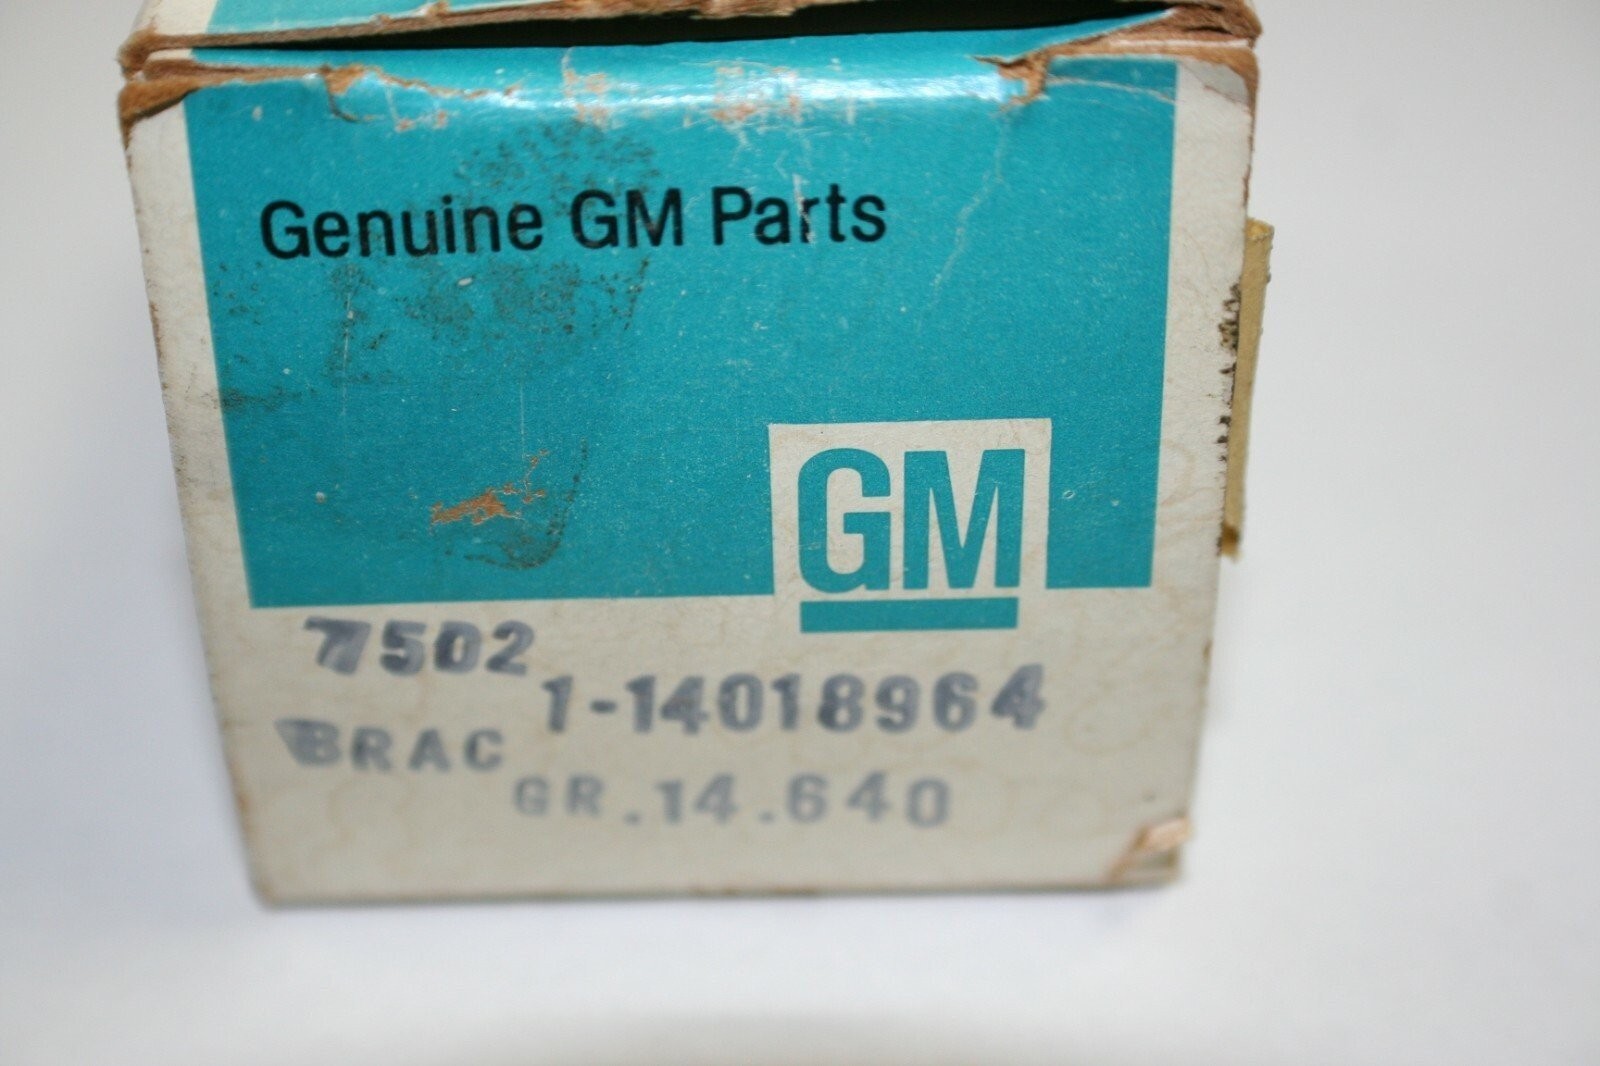 Genuine GM Parts
GM
7502
1-14018964
BRAC
GR.14.640